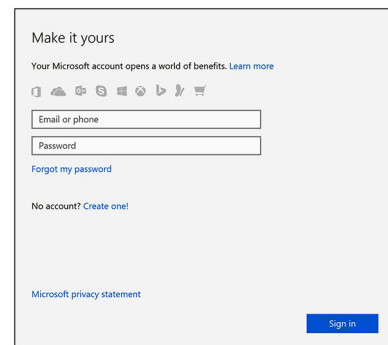 Make it yours
Your Microsoft account opens a world of benefits. Learn more
Email or phone
Password
Forgot my password
No account? Create one!
Microsoft privacy statement
Sign in